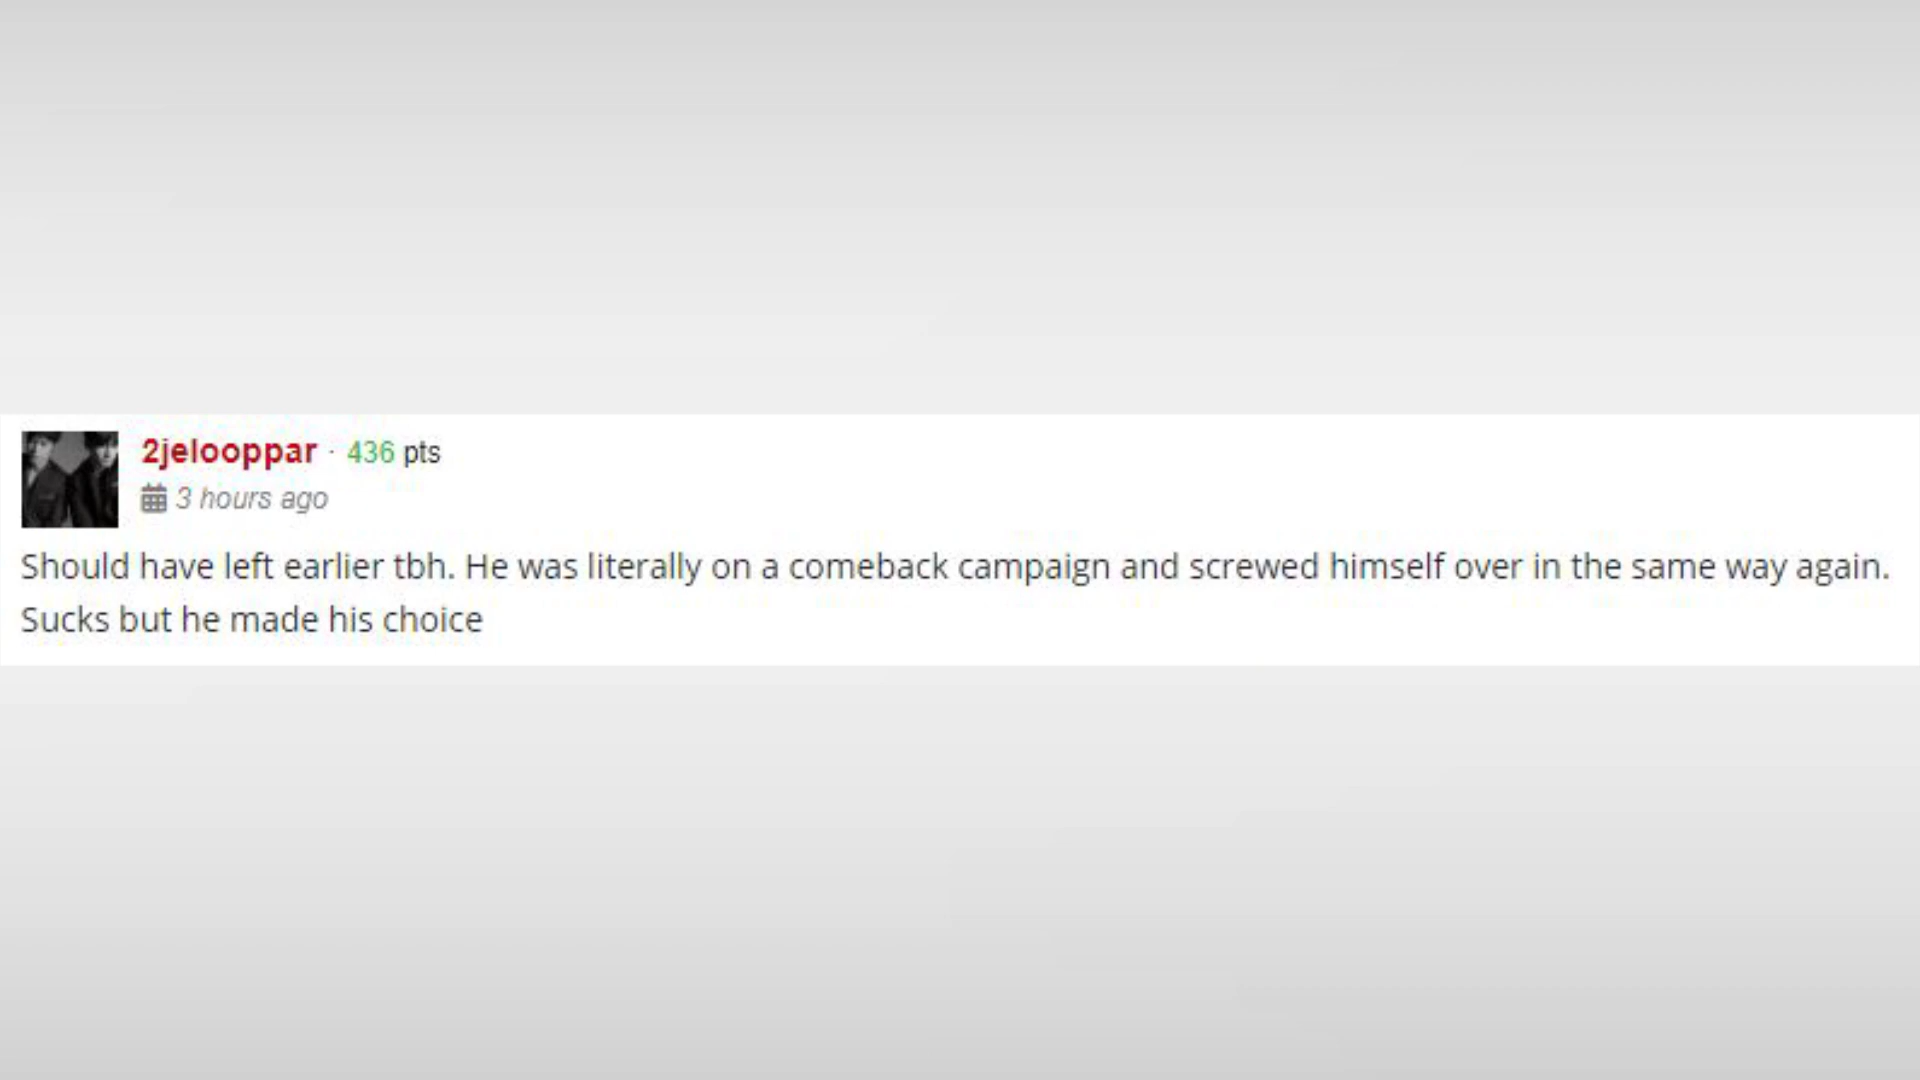 2jelooppar · 436 pts
3 hours ago
Should have left earlier tbh. He was literally on a comeback campaign and screwed himself over in the same way again.
Sucks but he made his choice